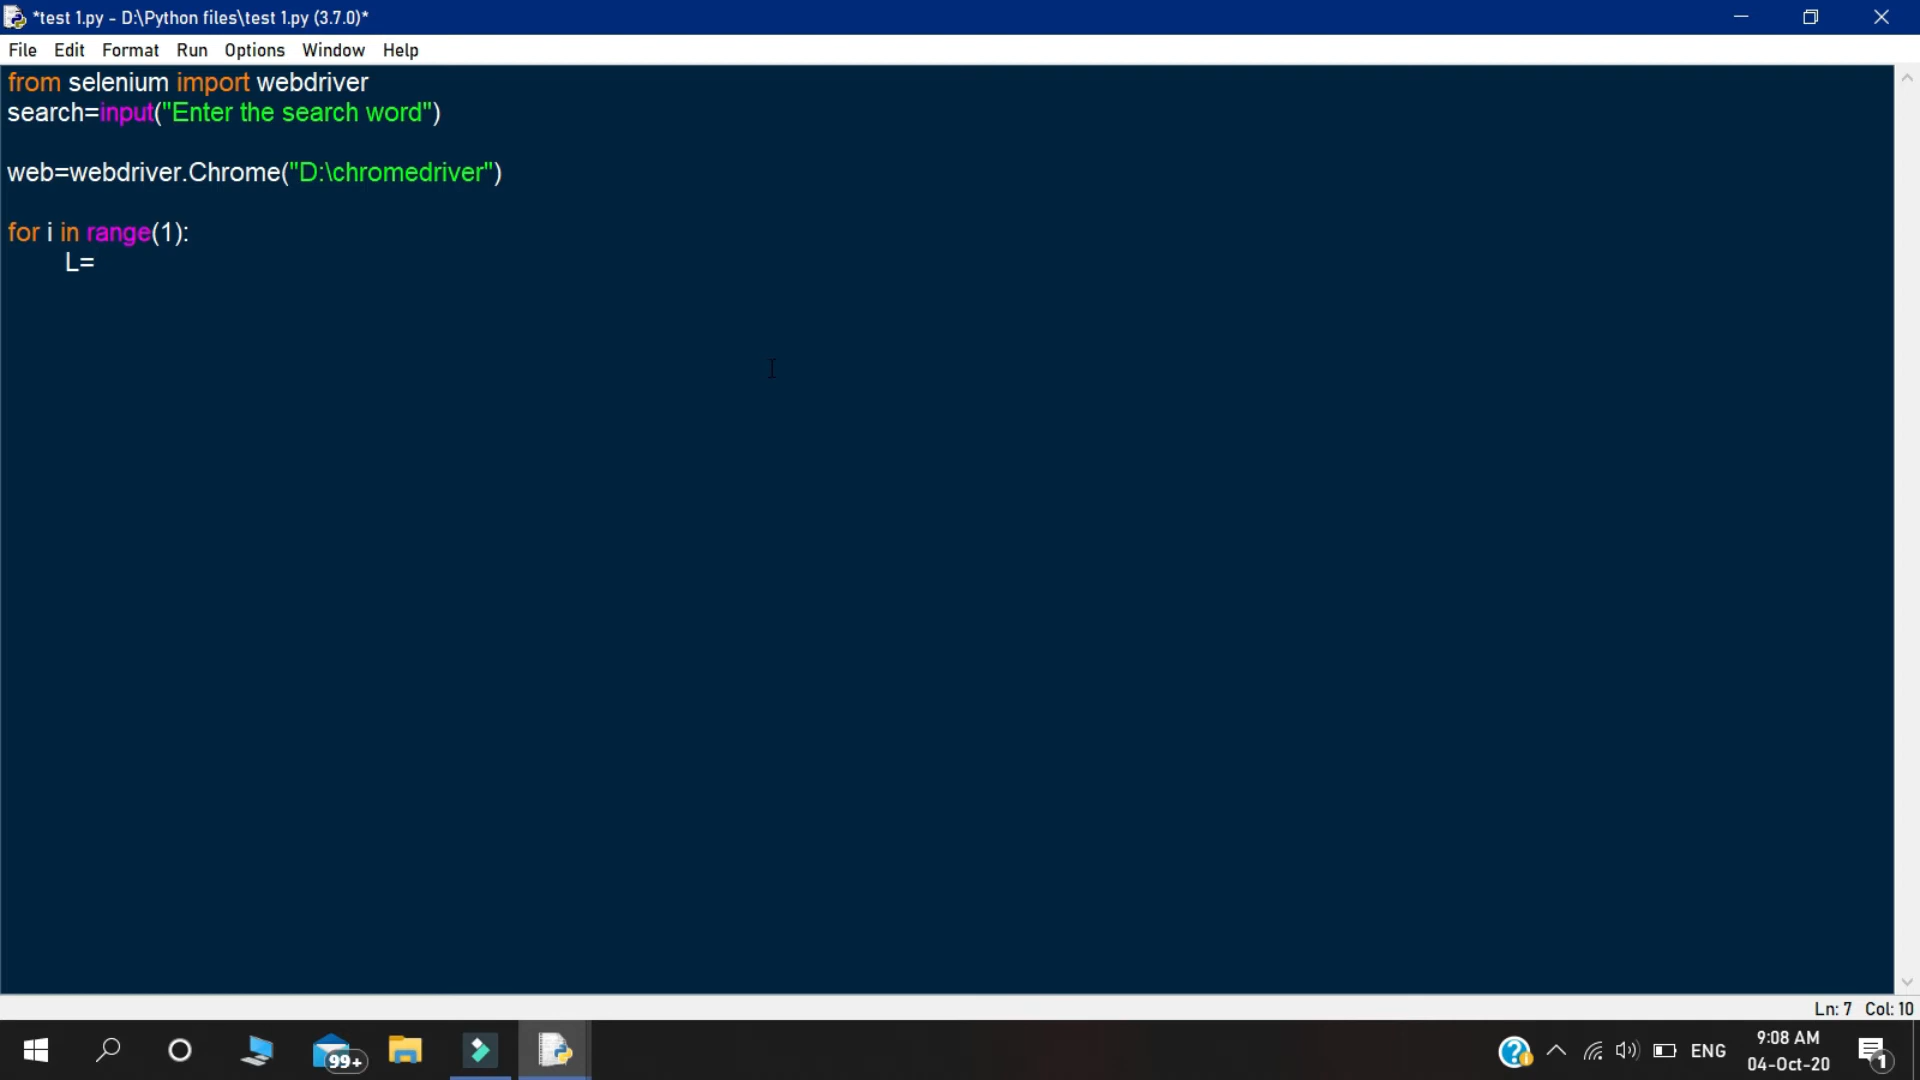 *test 1.py - D:\Python files\test 1.py (3.7.0)*
File Edit Format Run Options Window Help
from selenium import webdriver
search=input("Enter the search word")
web=webdriver.Chrome("D:\chromedriver")
for i in range(1):
L=
Ln: 7 Col: 10
99+
ENG
9:08 AM
04-Oct-20
1